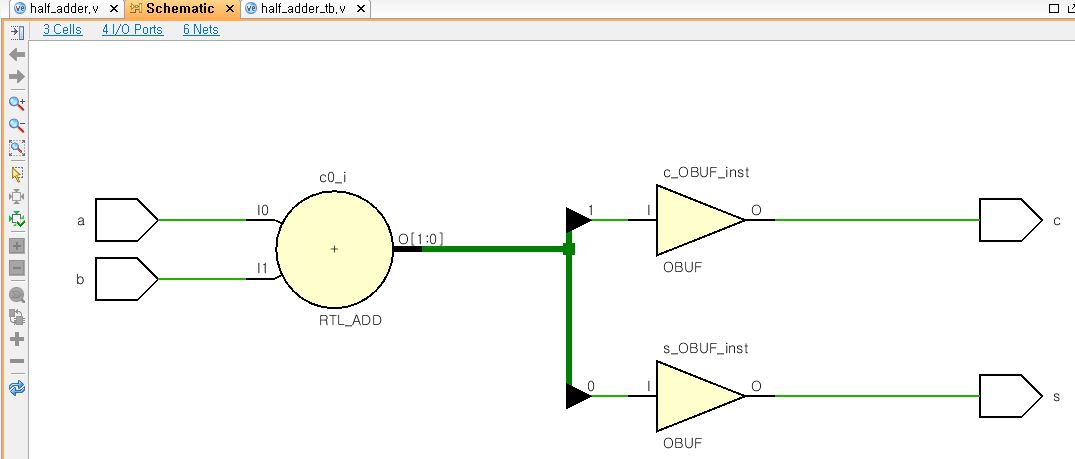 half_adder.v Schematic half_adder_tb.v
3 Cells 4 I/O Ports 6 Nets
c0_i
c_OBUF_inst
a I0 1 I O c
+ O[1:0]
b I1 OBUF
RTL_ADD
s_OBUF_inst
0 I O s
OBUF